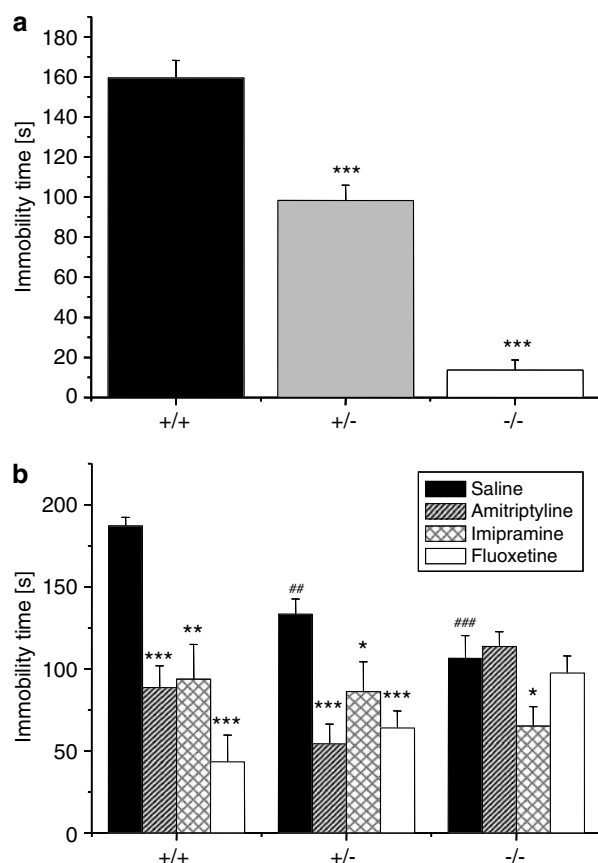 a
Immobility time [s]
180
160
140
120
100
80
60
40
20
0
***
***
+/+ +/- -/-
b
Immobility time [s]
200
150
100
50
0
Saline
Amitriptyline
Imipramine
Fluoxetine
*** ** ***
## *** * ***
### *
+/+ +/- -/-